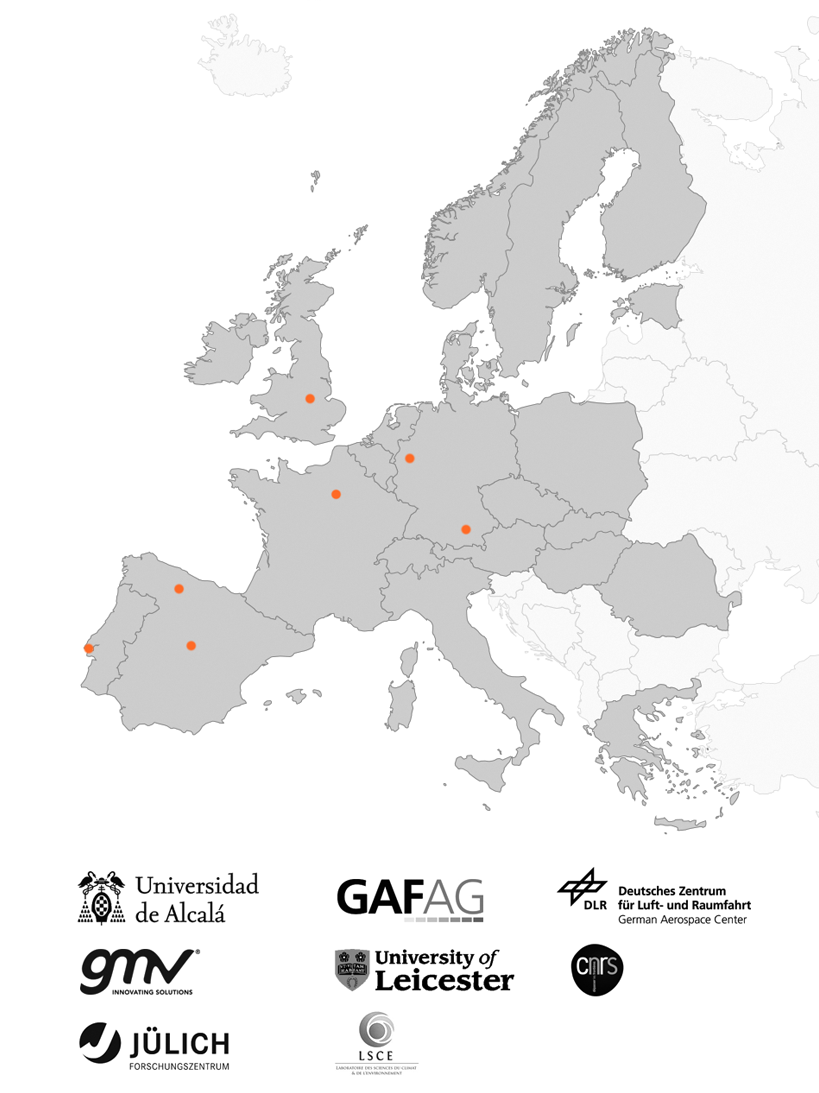 Universidad
de Alcalá
GAFAG
DLR
Deutsches Zentrum
für Luft- und Raumfahrt
German Aerospace Center
gmv®
INNOVATING SOLUTIONS
University of
Leicester
cnrs
JÜLICH
FORSCHUNGSZENTRUM
LSCE
LABORATOIRE DES SCIENCES DU CLIMAT
& DE L'ENVIRONNEMENT